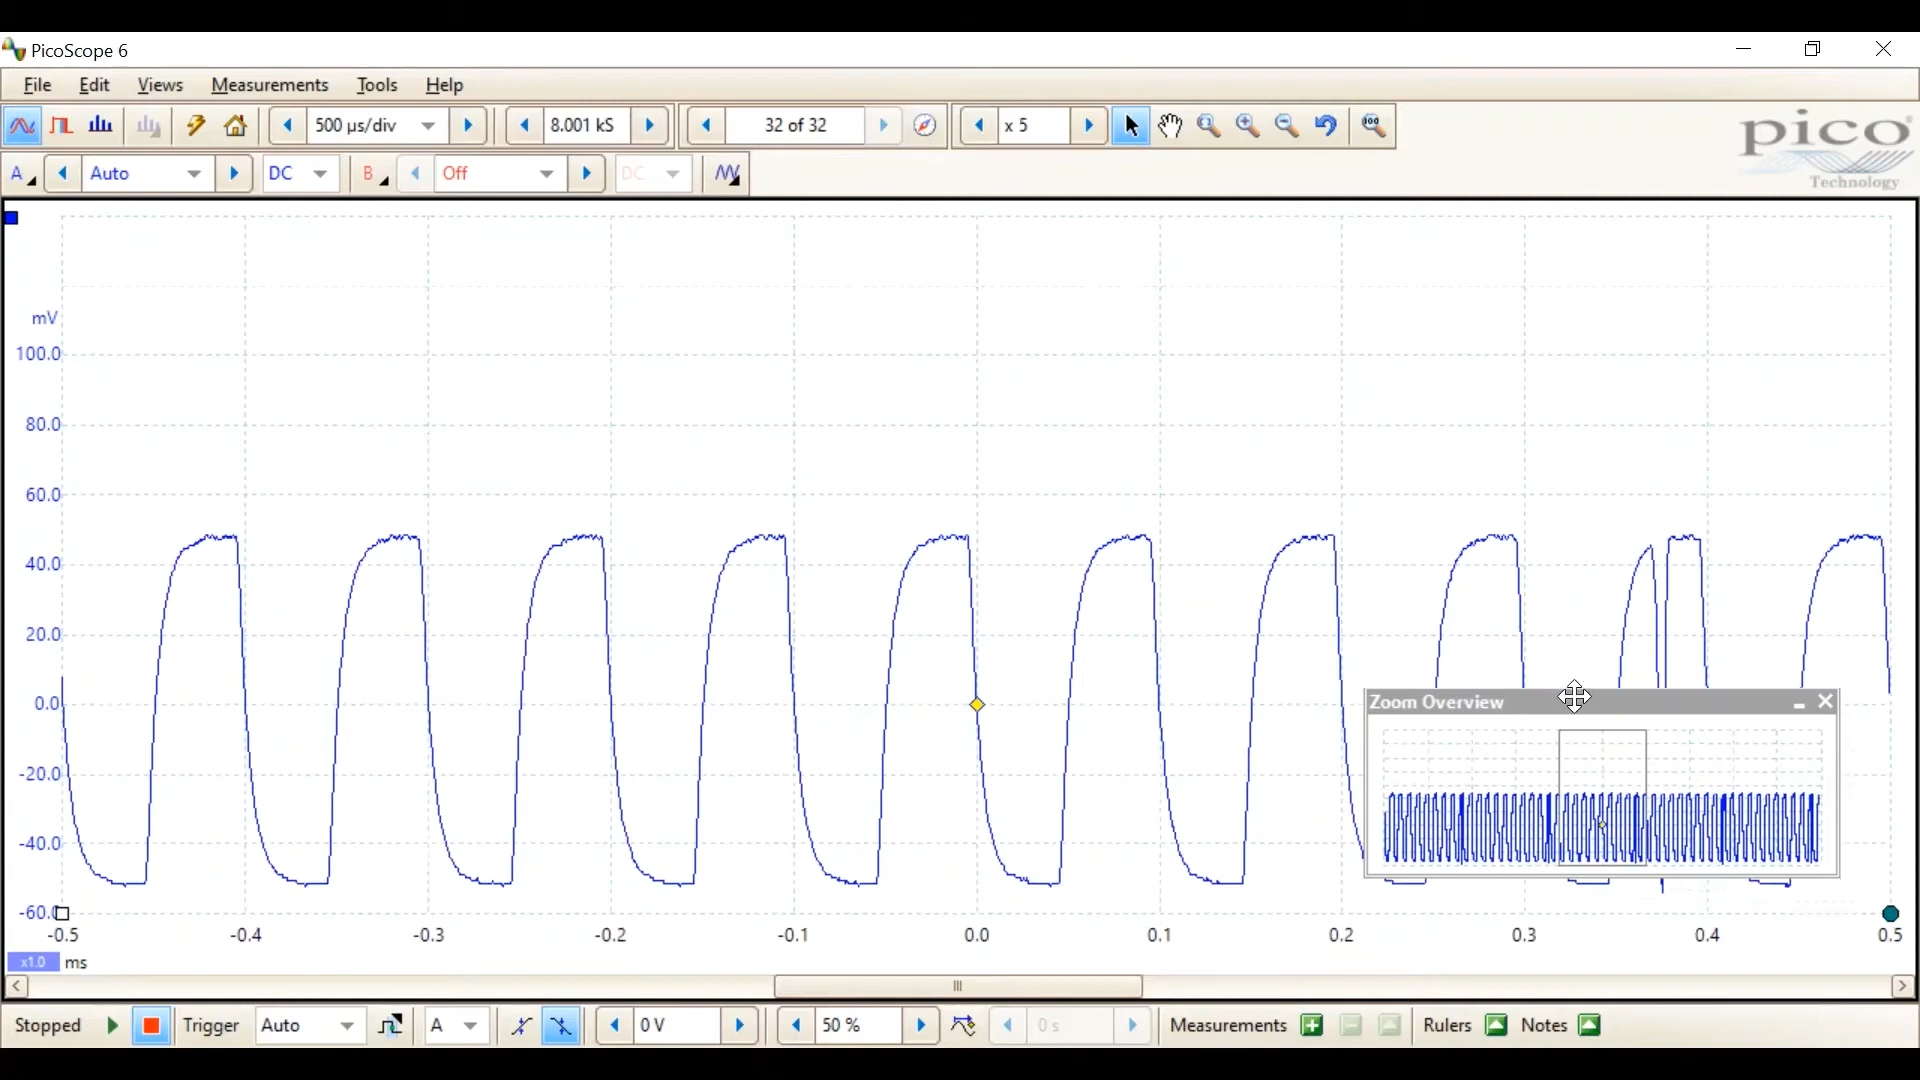 PicoScope 6
File Edit Views Measurements Tools Help
500 µs/div 8.001 kS 32 of 32 x 5
A Auto DC B Off DC
pico
Technology
mV
100.0
80.0
60.0
40.0
20.0
0.0
-20.0
-40.0
-60.0
Zoom Overview
-0.5 -0.4 -0.3 -0.2 -0.1 0.0 0.1 0.2 0.3 0.4 0.5
x1.0 ms
Stopped Trigger Auto A 0 V 50 % 0 s Measurements Rulers Notes